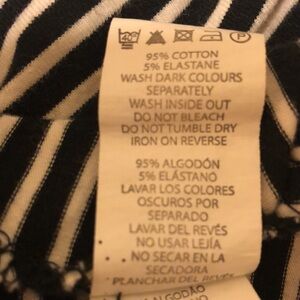 95% COTTON
5% ELASTANE
WASH DARK COLOURS
SEPARATELY
WASH INSIDE OUT
DO NOT BLEACH
DO NOT TUMBLE DRY
IRON ON REVERSE
95% ALGODÓN
5% ELÁSTANO
LAVAR LOS COLORES
OSCUROS POR
SEPARADO
LAVAR DEL REVÉS
NO USAR LEJÍA
NO SECAR EN LA
SECADORA
PLANCHAR DEL REVÉS
ALGODÃO